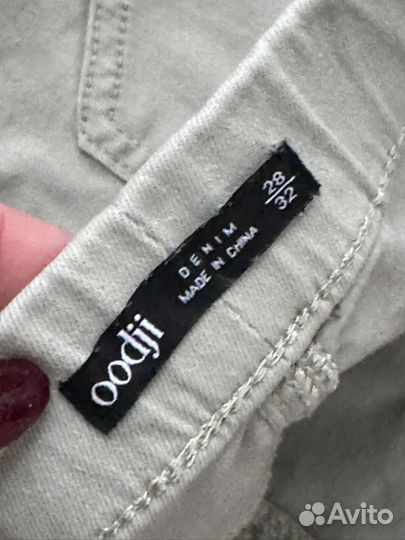 oodji
DENIM
MADE IN CHINA
28
32
Avito